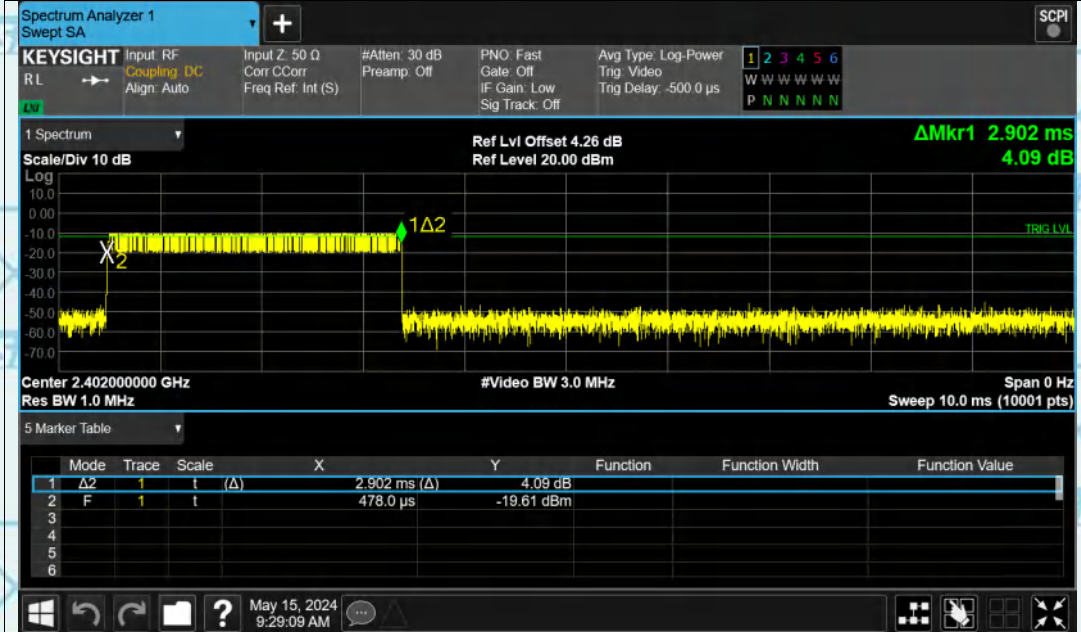 Spectrum Analyzer 1
Swept SA
+
SCPI
KEYSIGHT
RL
LXI
Input: RF
Coupling: DC
Align: Auto
Input Z: 50 Ω
Corr CCorr
Freq Ref: Int (S)
#Atten: 30 dB
Preamp: Off
PNO: Fast
Gate: Off
IF Gain: Low
Sig Track: Off
Avg Type: Log-Power
Trig: Video
Trig Delay: -500.0 µs
1 2 3 4 5 6
W W W W W W
P N N N N N
1 Spectrum
Scale/Div 10 dB
Ref Lvl Offset 4.26 dB
Ref Level 20.00 dBm
ΔMkr1 2.902 ms
4.09 dB
Log
10.0
0.00
-10.0
-20.0
-30.0
-40.0
-50.0
-60.0
-70.0
1Δ2
TRIG LVL
X2
Center 2.402000000 GHz
#Video BW 3.0 MHz
Span 0 Hz
Res BW 1.0 MHz
Sweep 10.0 ms (10001 pts)
5 Marker Table
Mode Trace Scale X Y Function Function Width Function Value
1 Δ2 1 t (Δ) 2.902 ms (Δ) 4.09 dB
2 F 1 t 478.0 µs -19.61 dBm
3
4
5
6
?
May 15, 2024
9:29:09 AM